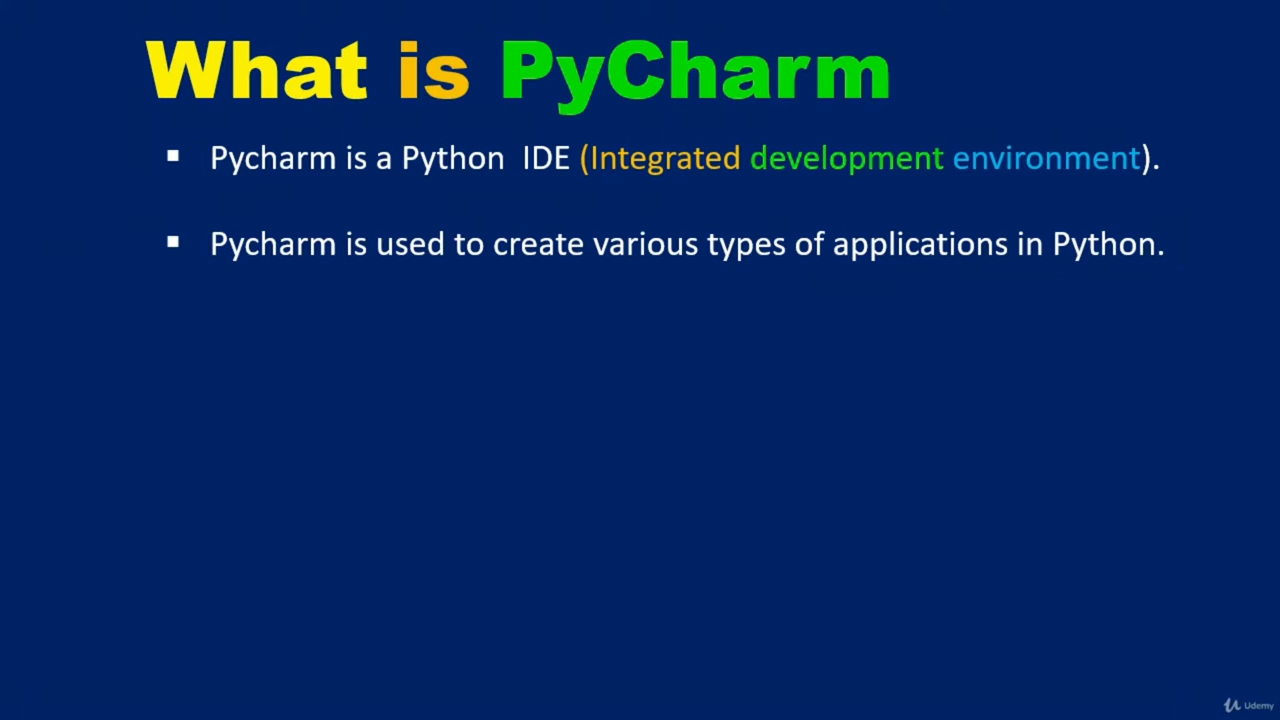 What is PyCharm
▪ Pycharm is a Python IDE (Integrated development environment).
▪ Pycharm is used to create various types of applications in Python.
Udemy